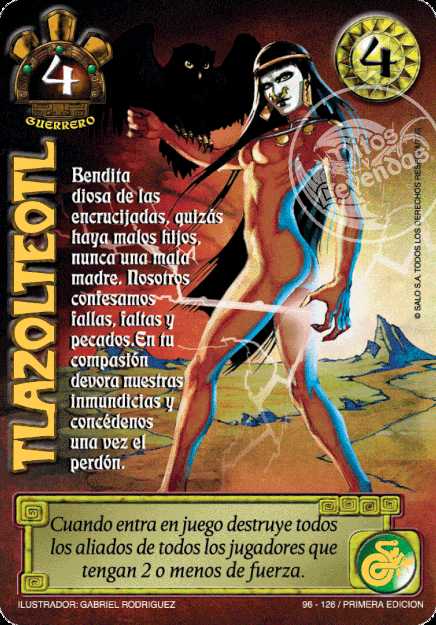 4
GUERRERO
4
Mitos
Leyendas
TLAZOLTEOTL
Bendita
diosa de las
encrucijadas, quizás
haya malos hijos,
nunca una mala
madre. Nosotros
confesamos
fallas, faltas y
pecados.En tu
compasión
devora nuestras
inmundicias y
concédenos
una vez el
perdón.
© SALO S.A. TODOS LOS DERECHOS RESERVADOS
Cuando entra en juego destruye todos
los aliados de todos los jugadores que
tengan 2 o menos de fuerza.
ILUSTRADOR: GABRIEL RODRIGUEZ
96 - 126 / PRIMERA EDICION